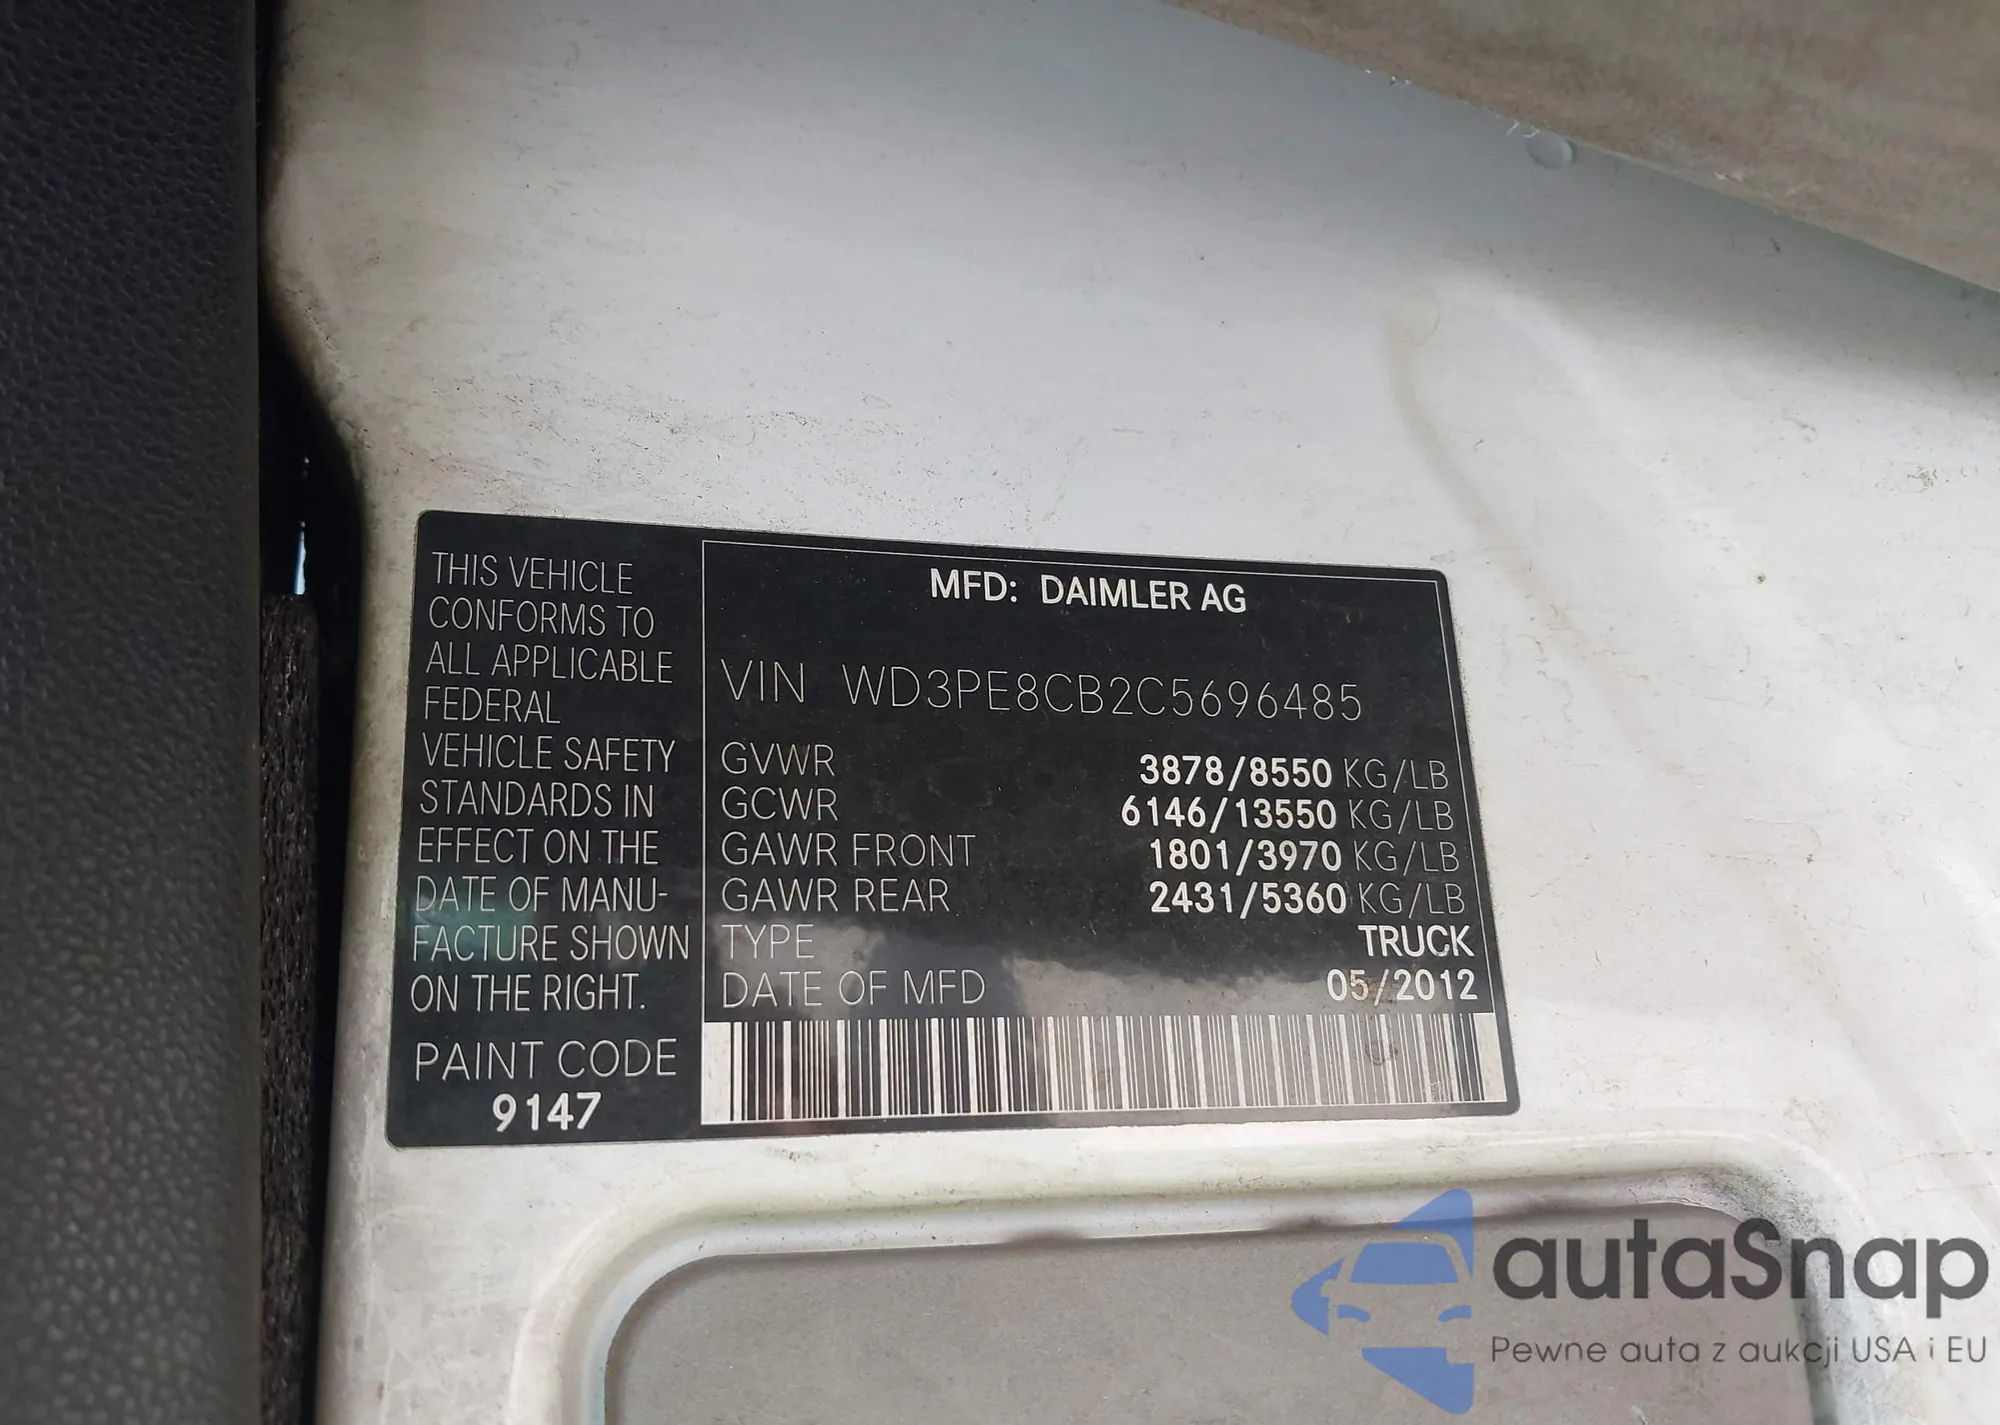 THIS VEHICLE
CONFORMS TO
ALL APPLICABLE
FEDERAL
VEHICLE SAFETY
STANDARDS IN
EFFECT ON THE
DATE OF MANU-
FACTURE SHOWN
ON THE RIGHT.
PAINT CODE
9147
MFD: DAIMLER AG
VIN WD3PE8CB2C5696485
GVWR 3878/8550 KG/LB
GCWR 6146/13550 KG/LB
GAWR FRONT 1801/3970 KG/LB
GAWR REAR 2431/5360 KG/LB
TYPE TRUCK
DATE OF MFD 05/2012
autaSnap
Pewne auta z aukcji USA i EU